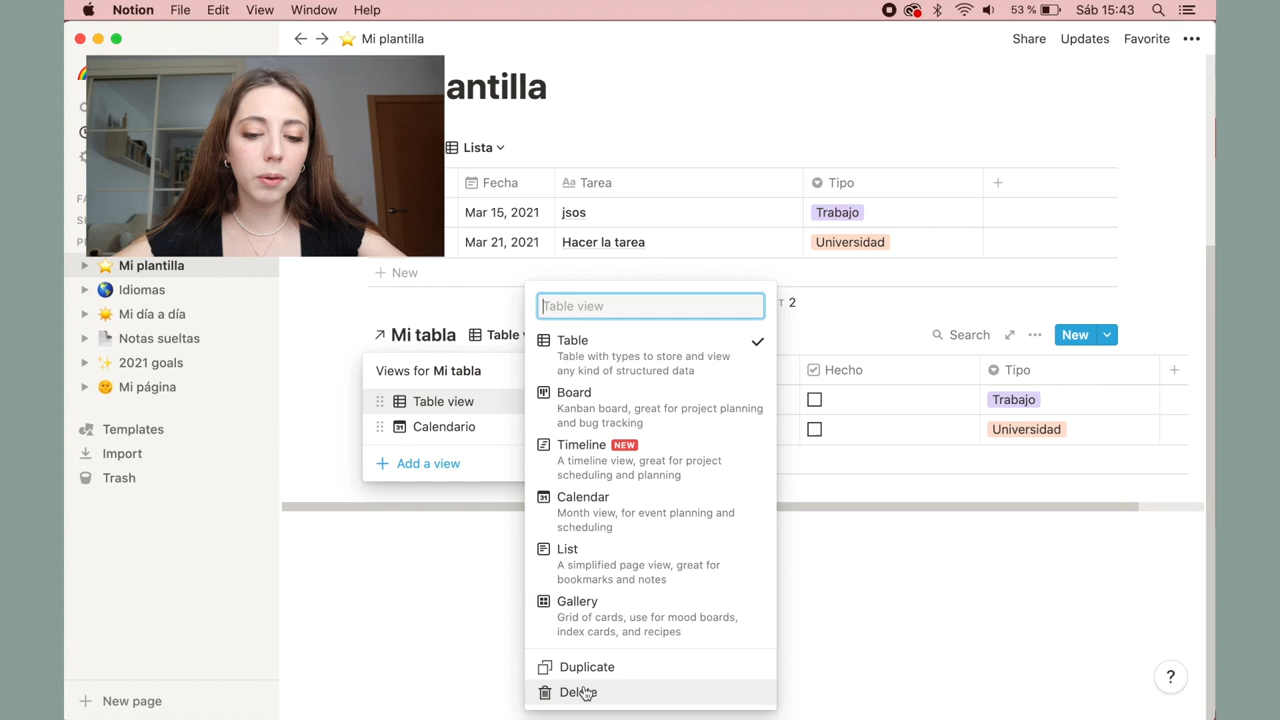 Notion File Edit View Window Help
53 % Sáb 15:43
Mi plantilla
Share Updates Favorite
antilla
Lista
Fecha Aa Tarea Tipo
Mar 15, 2021 jsos Trabajo
Mar 21, 2021 Hacer la tarea Universidad
New
2
Mi plantilla
Idiomas
Mi día a día
Notas sueltas
2021 goals
Mi página
Templates
Import
Trash
New page
Mi tabla Table
Search New
Views for Mi tabla
Table view
Calendario
Add a view
Hecho Tipo
Trabajo
Universidad
Table view
Table
Table with types to store and view
any kind of structured data
Board
Kanban board, great for project planning
and bug tracking
Timeline NEW
A timeline view, great for project
scheduling and planning
31 Calendar
Month view, for event planning and
scheduling
List
A simplified page view, great for
bookmarks and notes
Gallery
Grid of cards, use for mood boards,
index cards, and recipes
Duplicate
Delete
?